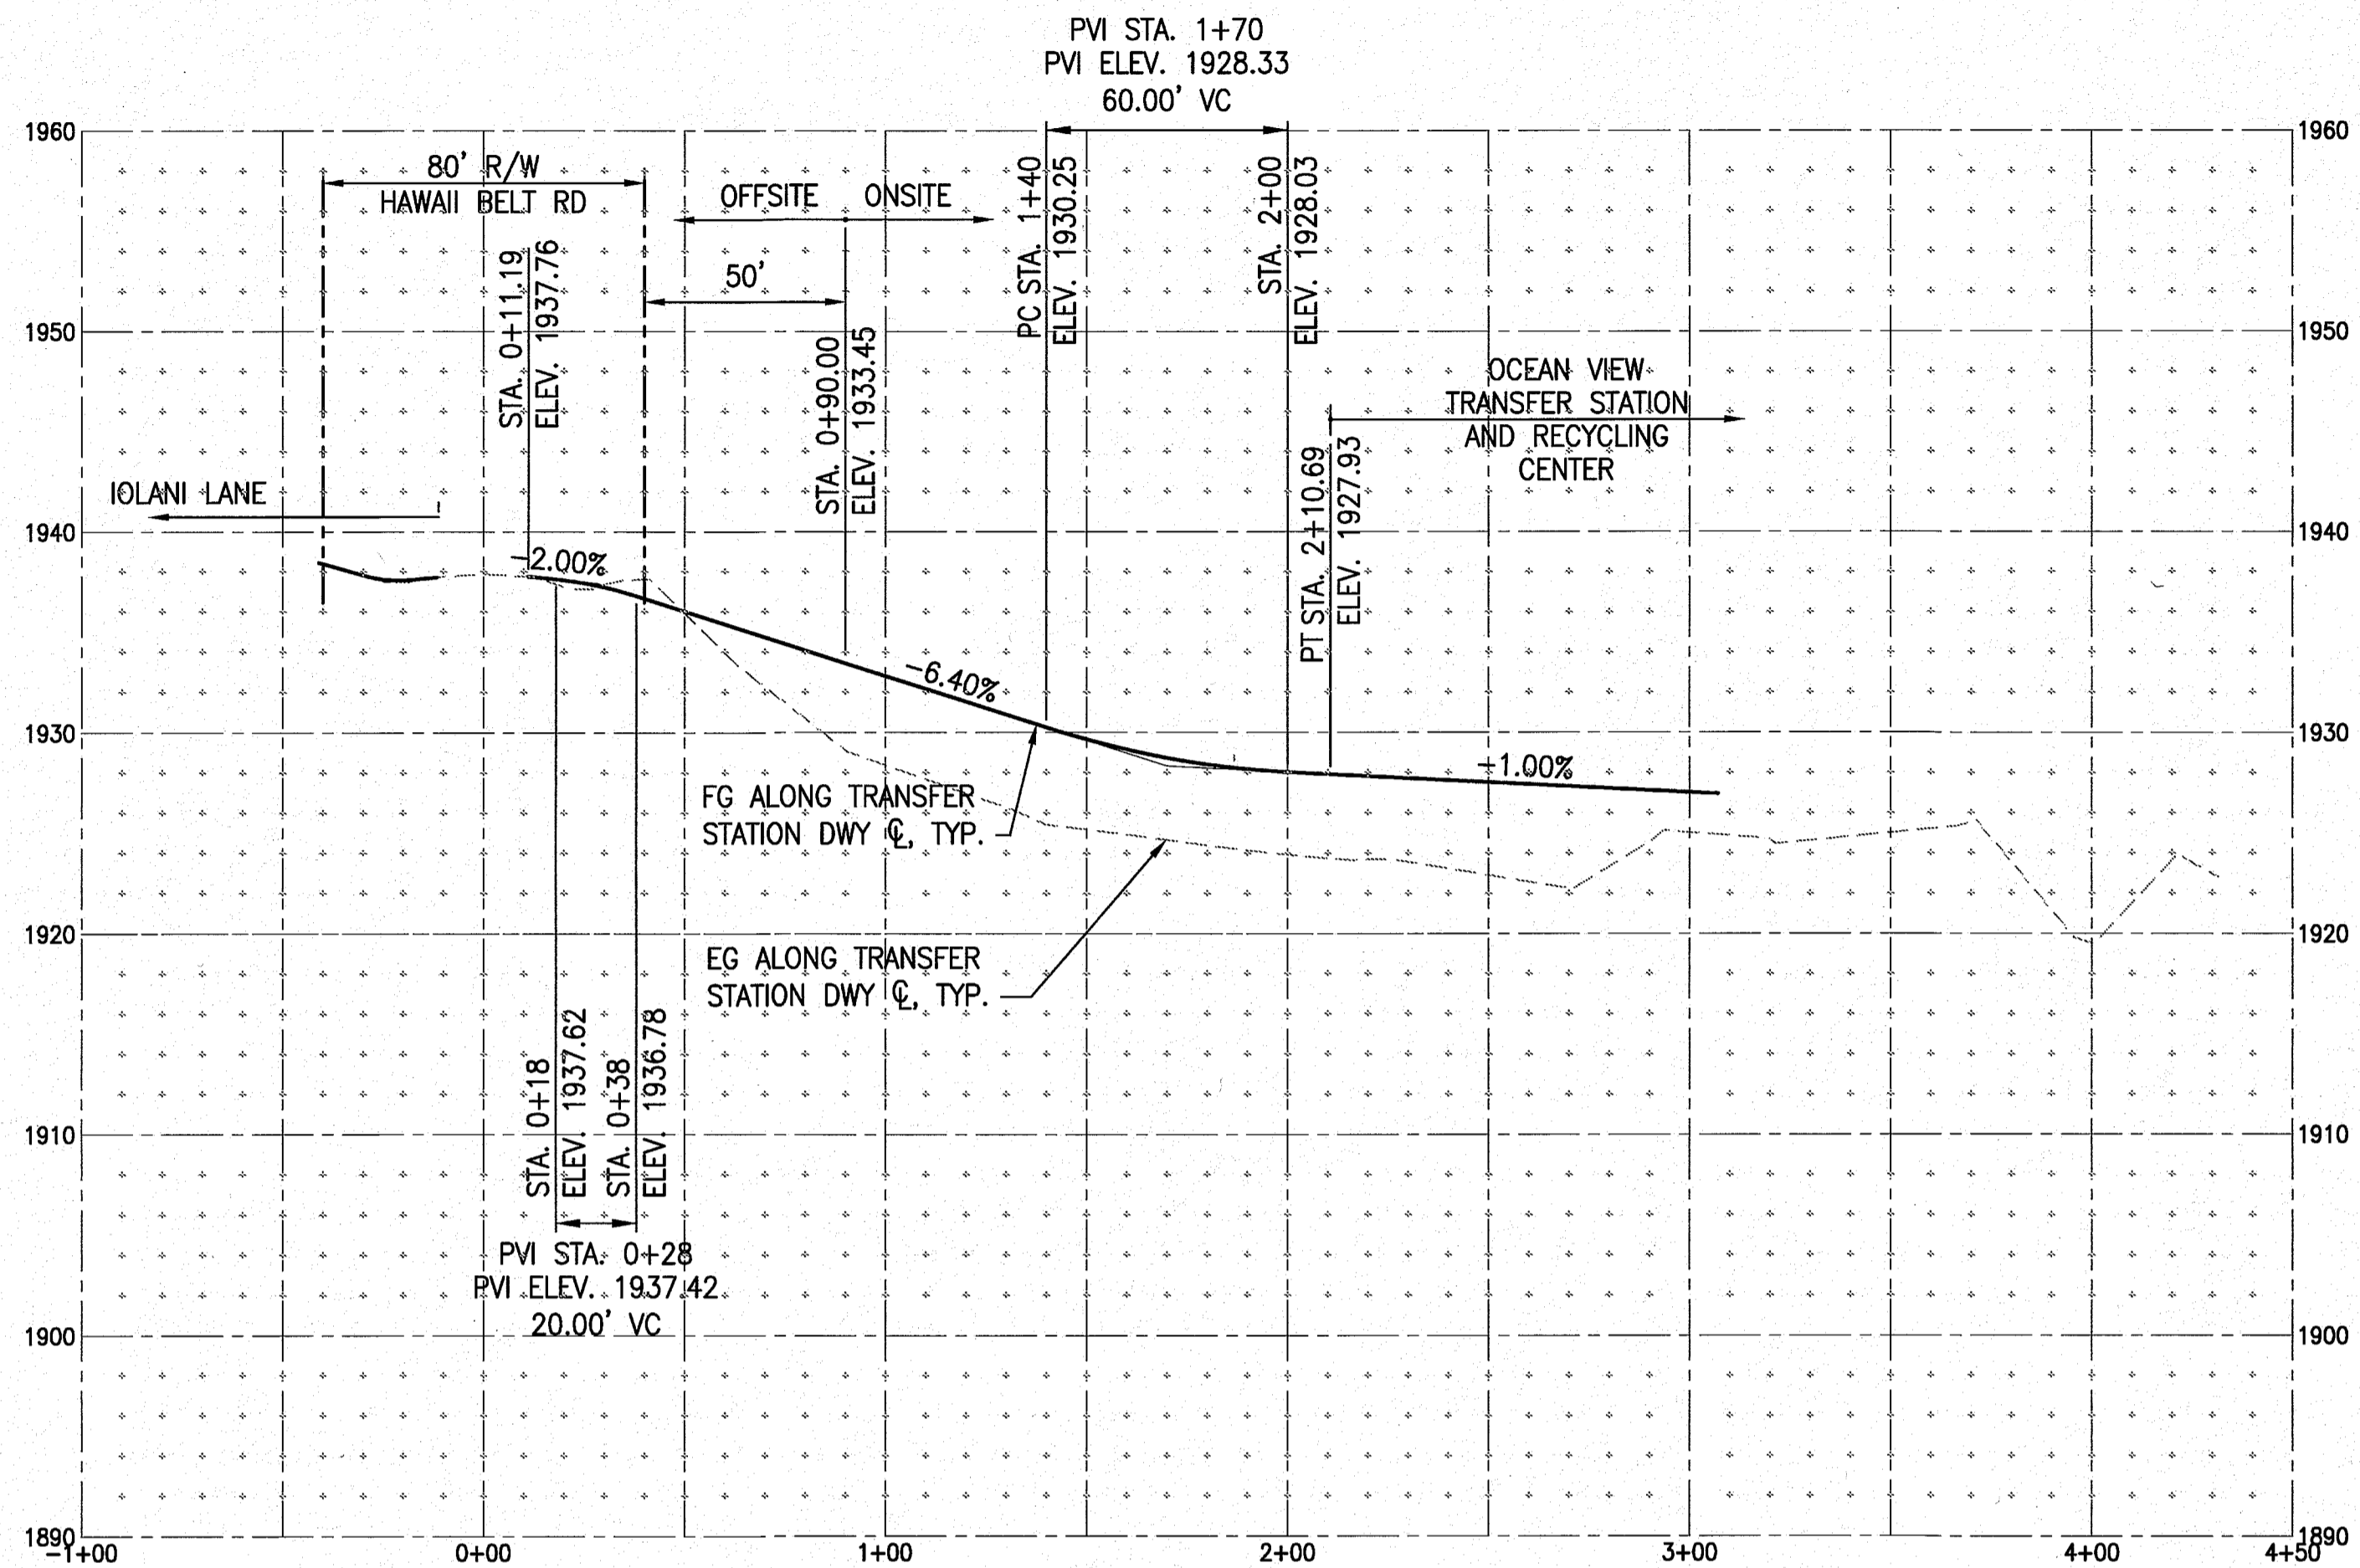 PVI STA. 1+70
PVI ELEV. 1928.33
60.00' VC
1960
1960
80' R/W
HAWAII BELT RD
OFFSITE
ONSITE
PC STA. 1+40
ELEV. 1930.25
STA. 2+00
ELEV. 1928.03
STA. 0+11.19
ELEV. 1937.76
50'
STA. 0+90.00
ELEV. 1933.45
1950
1950
OCEAN VIEW
TRANSFER STATION
AND RECYCLING
CENTER
PT STA. 2+10.69
ELEV. 1927.93
IOLANI LANE
1940
1940
-2.00%
-6.40%
1930
1930
-1.00%
FG ALONG TRANSFER
STATION DWY ℄, TYP.
1920
1920
EG ALONG TRANSFER
STATION DWY ℄, TYP.
STA. 0+18
ELEV. 1937.62
STA. 0+38
ELEV. 1936.78
1910
1910
PVI STA. 0+28
PVI ELEV. 1937.42
20.00' VC
1900
1900
1890
1890
-1+00
0+00
1+00
2+00
3+00
4+00
4+50